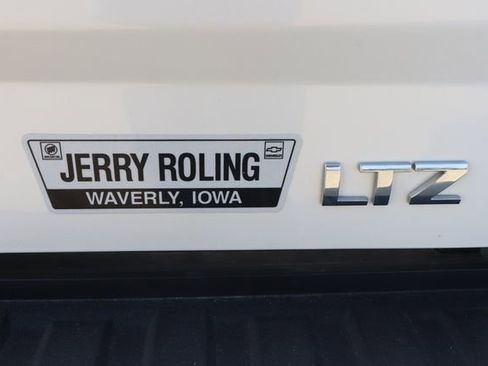 JERRY ROLING
WAVERLY, IOWA
LTZ